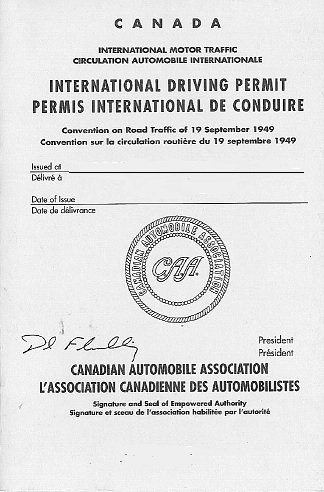 CANADA
INTERNATIONAL MOTOR TRAFFIC
CIRCULATION AUTOMOBILE INTERNATIONALE
INTERNATIONAL DRIVING PERMIT
PERMIS INTERNATIONAL DE CONDUIRE
Convention on Road Traffic of 19 September 1949
Convention sur la circulation routière du 19 septembre 1949
Issued at
Délivré à
Date of Issue
Date de délivrance
CANADIAN AUTOMOBILE ASSOCIATION
CAA
President
Président
CANADIAN AUTOMOBILE ASSOCIATION
L'ASSOCIATION CANADIENNE DES AUTOMOBILISTES
Signature and Seal of Empowered Authority
Signature et sceau de l'association habilitée par l'autorité